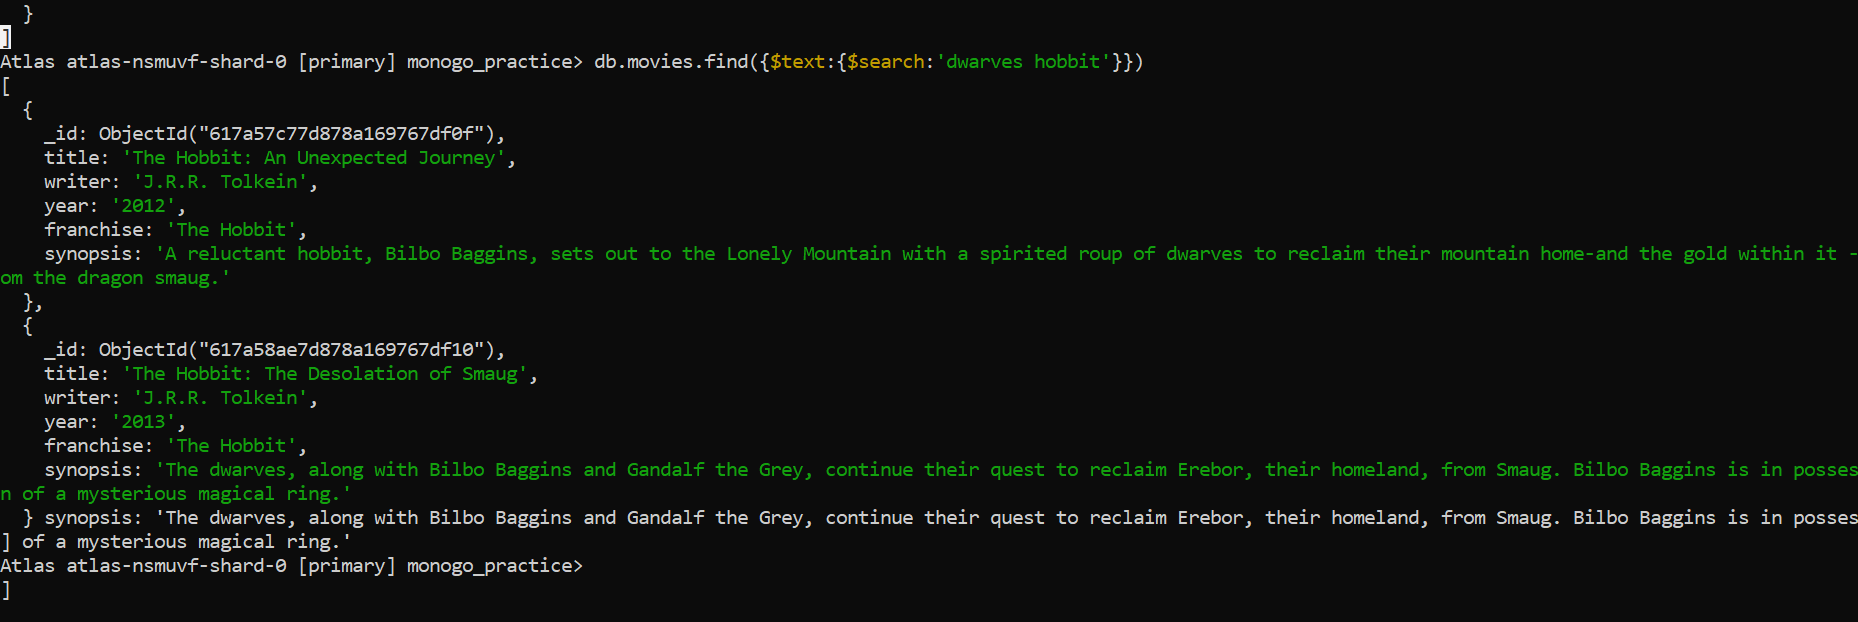 }
]
Atlas atlas-nsmuvf-shard-0 [primary] monogo_practice> db.movies.find({$text:{$search:'dwarves hobbit'}})
[
  {
    _id: ObjectId("617a57c77d878a169767df0f"),
    title: 'The Hobbit: An Unexpected Journey',
    writer: 'J.R.R. Tolkein',
    year: '2012',
    franchise: 'The Hobbit',
    synopsis: 'A reluctant hobbit, Bilbo Baggins, sets out to the Lonely Mountain with a spirited roup of dwarves to reclaim their mountain home-and the gold within it -
om the dragon smaug.'
  },
  {
    _id: ObjectId("617a58ae7d878a169767df10"),
    title: 'The Hobbit: The Desolation of Smaug',
    writer: 'J.R.R. Tolkein',
    year: '2013',
    franchise: 'The Hobbit',
    synopsis: 'The dwarves, along with Bilbo Baggins and Gandalf the Grey, continue their quest to reclaim Erebor, their homeland, from Smaug. Bilbo Baggins is in posses
n of a mysterious magical ring.'
  } synopsis: 'The dwarves, along with Bilbo Baggins and Gandalf the Grey, continue their quest to reclaim Erebor, their homeland, from Smaug. Bilbo Baggins is in posses
] of a mysterious magical ring.'
Atlas atlas-nsmuvf-shard-0 [primary] monogo_practice>
]